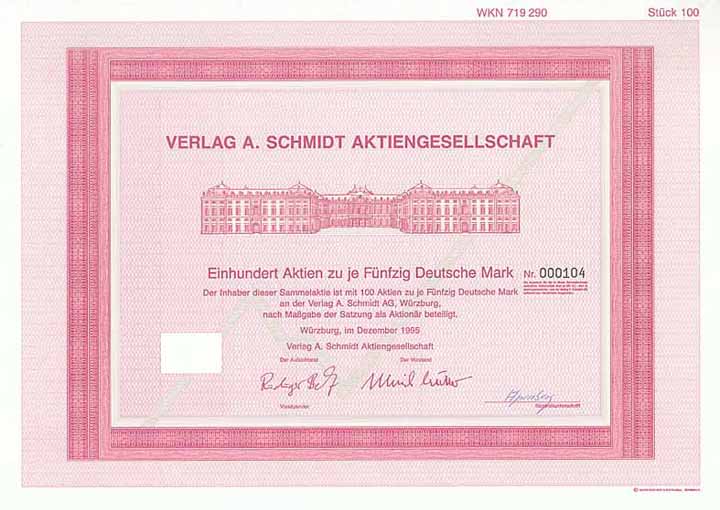 WKN 719 290 Stück 100
VERLAG A. SCHMIDT AKTIENGESELLSCHAFT
Einhundert Aktien zu je Fünfzig Deutsche Mark Nr. 000104
Der Inhaber dieser Sammelaktie ist mit 100 Aktien zu je Fünfzig Deutsche Mark
an der Verlag A. Schmidt AG, Würzburg,
nach Maßgabe der Satzung als Aktionär beteiligt.
Würzburg, im Dezember 1995
Verlag A. Schmidt Aktiengesellschaft
Der Aufsichtsrat Der Vorstand
Vorsitzender
Kontrollunterschrift